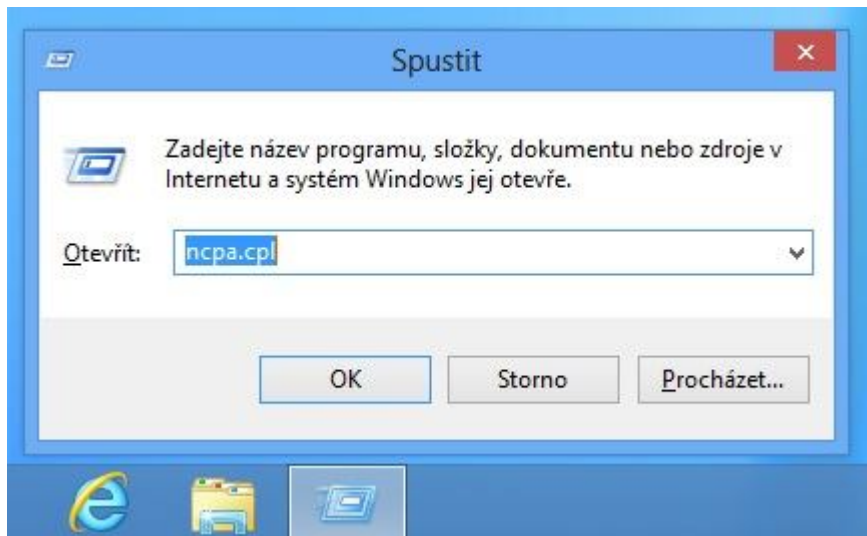 Spustit
Zadejte název programu, složky, dokumentu nebo zdroje v
Internetu a systém Windows jej otevře.
Otevřít: ncpa.cpl
OK Storno Procházet...